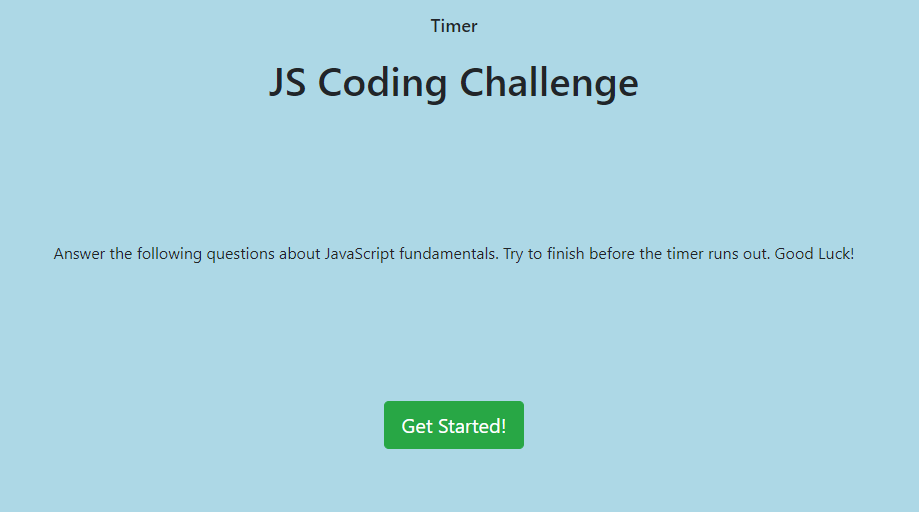 Timer
JS Coding Challenge
Answer the following questions about JavaScript fundamentals. Try to finish before the timer runs out. Good Luck!
Get Started!